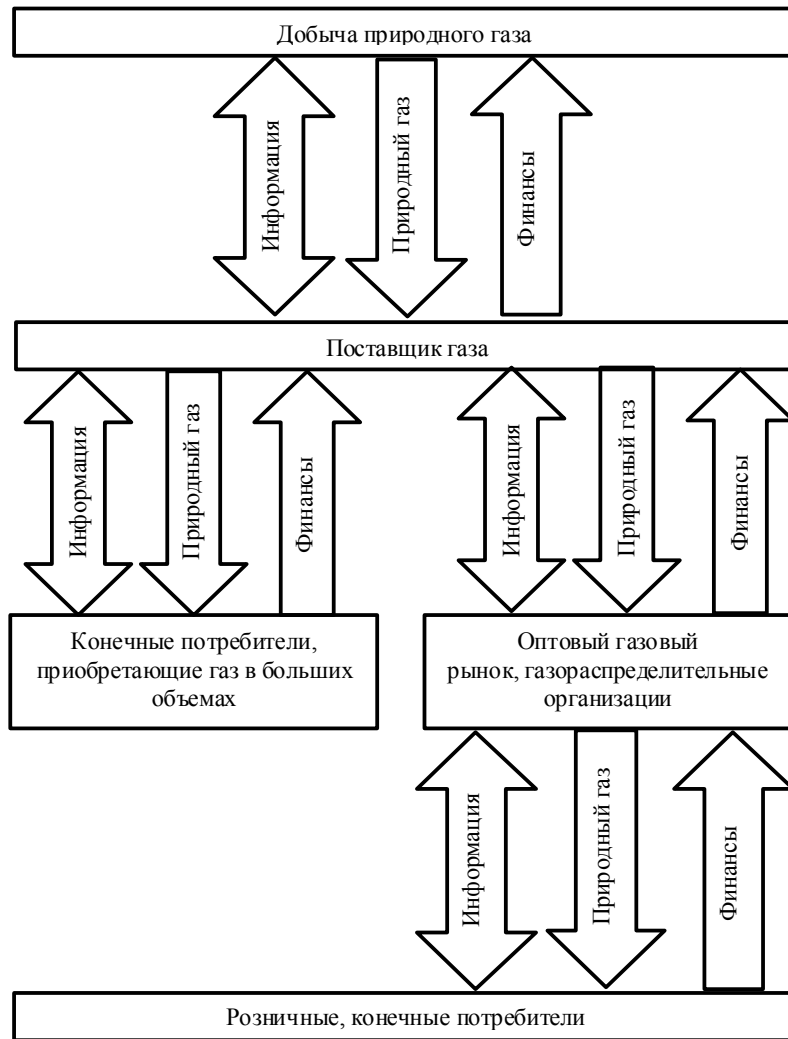 Добыча природного газа
Информация
Природный газ
Финансы
Поставщик газа
Информация
Природный газ
Финансы
Информация
Природный газ
Финансы
Конечные потребители,
приобретающие газ в больших
объемах
Оптовый газовый
рынок, газораспределительные
организации
Информация
Природный газ
Финансы
Розничные, конечные потребители